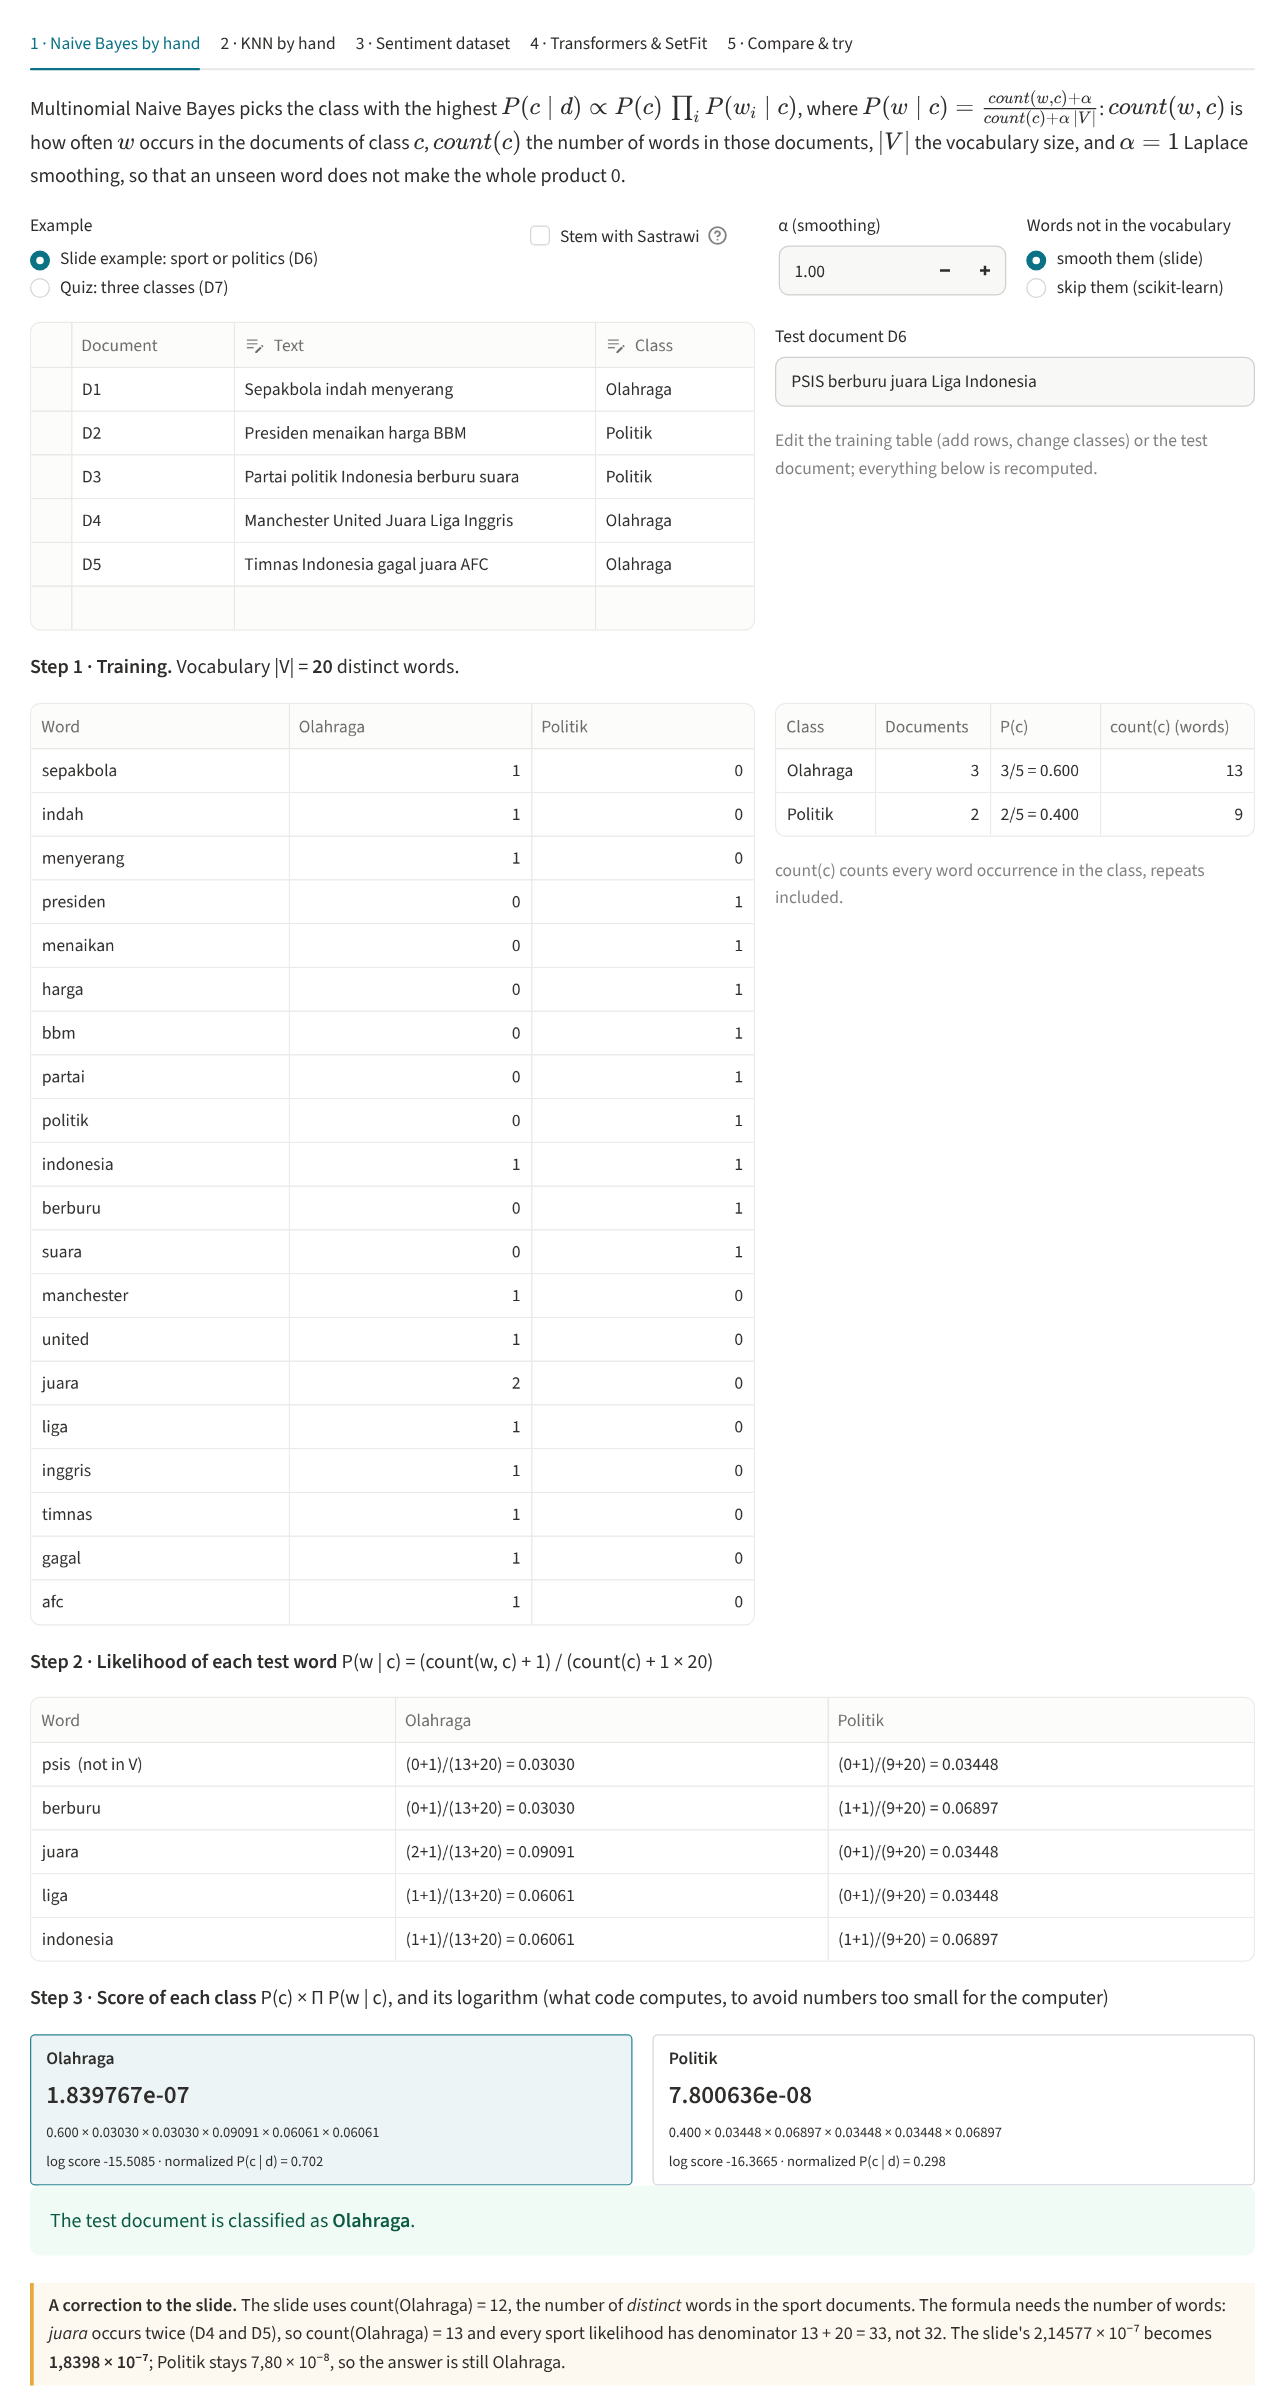 1 · Naive Bayes by hand 2 · KNN by hand 3 · Sentiment dataset 4 · Transformers & SetFit 5 · Compare & try
Multinomial Naive Bayes picks the class with the highest P(c | d) ∝ P(c) ∏ᵢ P(wᵢ | c), where P(w | c) = (count(w,c)+α)/(count(c)+α |V|): count(w, c) is
how often w occurs in the documents of class c, count(c) the number of words in those documents, |V| the vocabulary size, and α = 1 Laplace
smoothing, so that an unseen word does not make the whole product 0.
Example
Slide example: sport or politics (D6)
Quiz: three classes (D7)
Stem with Sastrawi ?
α (smoothing)
1.00 − +
Words not in the vocabulary
smooth them (slide)
skip them (scikit-learn)
Document Text Class
D1 Sepakbola indah menyerang Olahraga
D2 Presiden menaikan harga BBM Politik
D3 Partai politik Indonesia berburu suara Politik
D4 Manchester United Juara Liga Inggris Olahraga
D5 Timnas Indonesia gagal juara AFC Olahraga
Test document D6
PSIS berburu juara Liga Indonesia
Edit the training table (add rows, change classes) or the test
document; everything below is recomputed.
Step 1 · Training. Vocabulary |V| = 20 distinct words.
Word Olahraga Politik
sepakbola 1 0
indah 1 0
menyerang 1 0
presiden 0 1
menaikan 0 1
harga 0 1
bbm 0 1
partai 0 1
politik 0 1
indonesia 1 1
berburu 0 1
suara 0 1
manchester 1 0
united 1 0
juara 2 0
liga 1 0
inggris 1 0
timnas 1 0
gagal 1 0
afc 1 0
Class Documents P(c) count(c) (words)
Olahraga 3 3/5 = 0.600 13
Politik 2 2/5 = 0.400 9
count(c) counts every word occurrence in the class, repeats
included.
Step 2 · Likelihood of each test word P(w | c) = (count(w, c) + 1) / (count(c) + 1 × 20)
Word Olahraga Politik
psis (not in V) (0+1)/(13+20) = 0.03030 (0+1)/(9+20) = 0.03448
berburu (0+1)/(13+20) = 0.03030 (1+1)/(9+20) = 0.06897
juara (2+1)/(13+20) = 0.09091 (0+1)/(9+20) = 0.03448
liga (1+1)/(13+20) = 0.06061 (0+1)/(9+20) = 0.03448
indonesia (1+1)/(13+20) = 0.06061 (1+1)/(9+20) = 0.06897
Step 3 · Score of each class P(c) × Π P(w | c), and its logarithm (what code computes, to avoid numbers too small for the computer)
Olahraga
1.839767e-07
0.600 × 0.03030 × 0.03030 × 0.09091 × 0.06061 × 0.06061
log score -15.5085 · normalized P(c | d) = 0.702
Politik
7.800636e-08
0.400 × 0.03448 × 0.06897 × 0.03448 × 0.03448 × 0.06897
log score -16.3665 · normalized P(c | d) = 0.298
The test document is classified as Olahraga.
A correction to the slide. The slide uses count(Olahraga) = 12, the number of distinct words in the sport documents. The formula needs the number of words:
juara occurs twice (D4 and D5), so count(Olahraga) = 13 and every sport likelihood has denominator 13 + 20 = 33, not 32. The slide's 2,14577 × 10⁻⁷ becomes
1,8398 × 10⁻⁷; Politik stays 7,80 × 10⁻⁸, so the answer is still Olahraga.